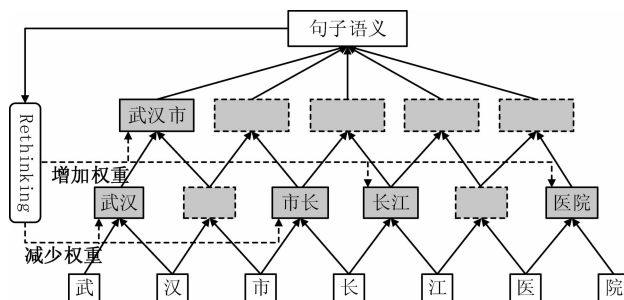 句子语义
武汉市
Rethinking
增加权重
武汉
市长
长江
医院
减少权重
武
汉
市
长
江
医
院